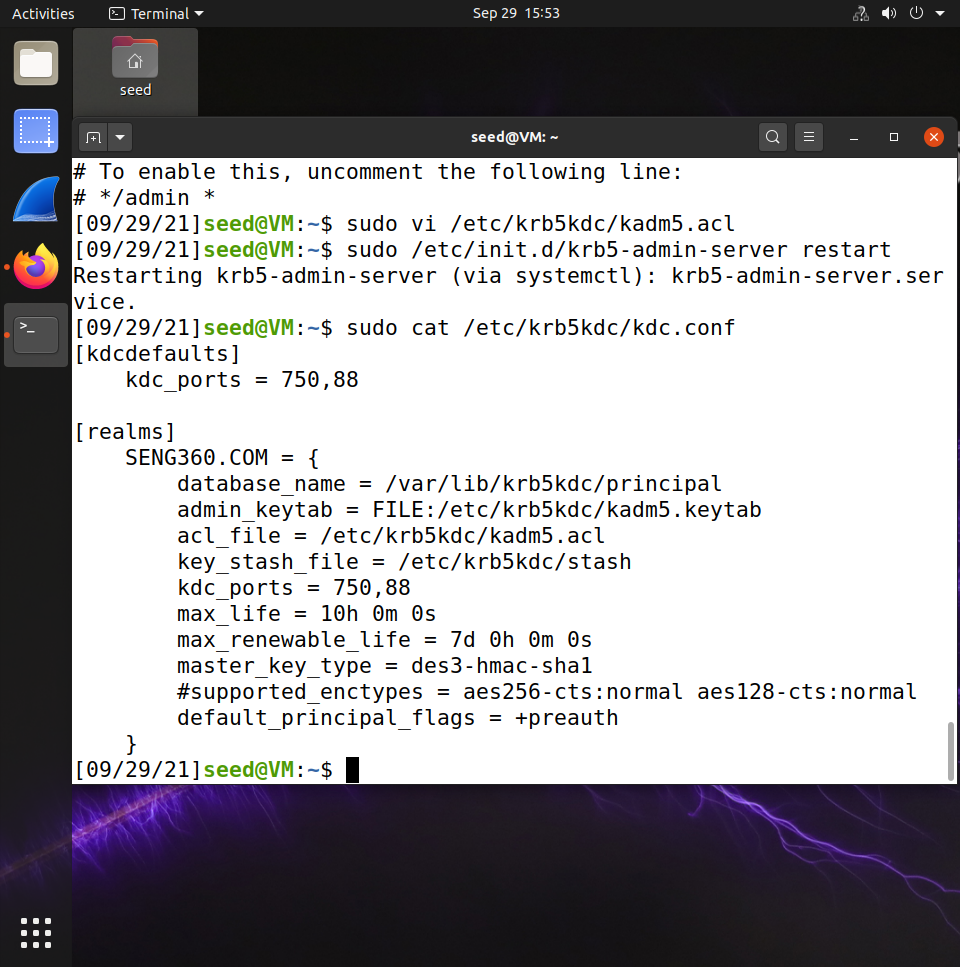 Activities
Terminal
Sep 29 15:53
seed
seed@VM: ~
# To enable this, uncomment the following line:
# */admin *
[09/29/21]seed@VM:~$ sudo vi /etc/krb5kdc/kadm5.acl
[09/29/21]seed@VM:~$ sudo /etc/init.d/krb5-admin-server restart
Restarting krb5-admin-server (via systemctl): krb5-admin-server.ser
vice.
[09/29/21]seed@VM:~$ sudo cat /etc/krb5kdc/kdc.conf
[kdcdefaults]
    kdc_ports = 750,88

[realms]
    SENG360.COM = {
        database_name = /var/lib/krb5kdc/principal
        admin_keytab = FILE:/etc/krb5kdc/kadm5.keytab
        acl_file = /etc/krb5kdc/kadm5.acl
        key_stash_file = /etc/krb5kdc/stash
        kdc_ports = 750,88
        max_life = 10h 0m 0s
        max_renewable_life = 7d 0h 0m 0s
        master_key_type = des3-hmac-sha1
        #supported_enctypes = aes256-cts:normal aes128-cts:normal
        default_principal_flags = +preauth
    }
[09/29/21]seed@VM:~$